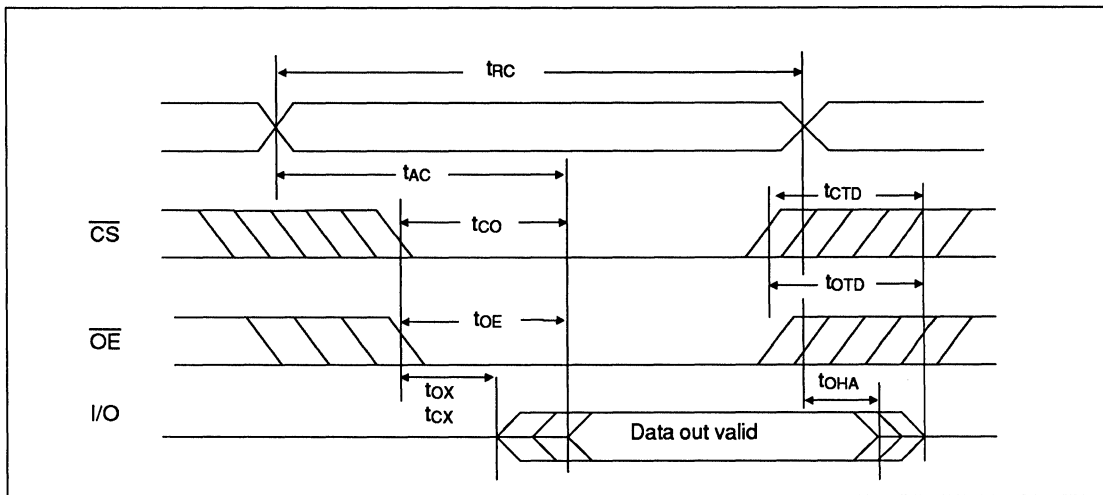 tRC
tAC
tCTD
CS
tCO
tOTD
OE
tOE
tOHA
tOX
I/O
tCX
Data out valid